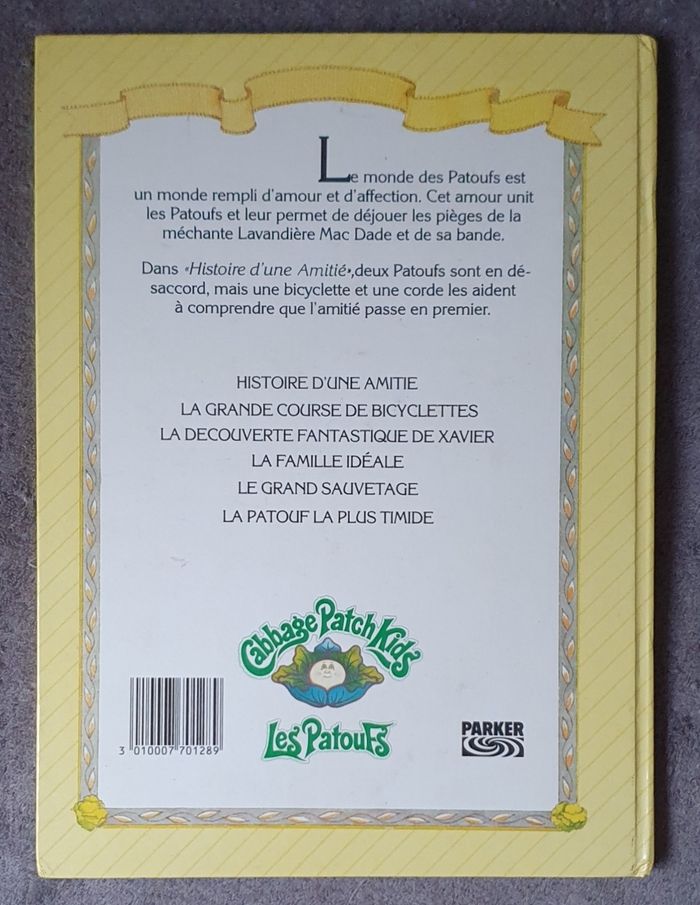 Le monde des Patoufs est
un monde rempli d'amour et d'affection. Cet amour unit
les Patoufs et leur permet de déjouer les pièges de la
méchante Lavandière Mac Dade et de sa bande.
Dans «Histoire d'une Amitié»,deux Patoufs sont en dé-
saccord, mais une bicyclette et une corde les aident
à comprendre que l'amitié passe en premier.
HISTOIRE D'UNE AMITIE
LA GRANDE COURSE DE BICYCLETTES
LA DECOUVERTE FANTASTIQUE DE XAVIER
LA FAMILLE IDÉALE
LE GRAND SAUVETAGE
LA PATOUF LA PLUS TIMIDE
Cabbage Patch Kids
Les Patoufs
PARKER
3 010007 701289